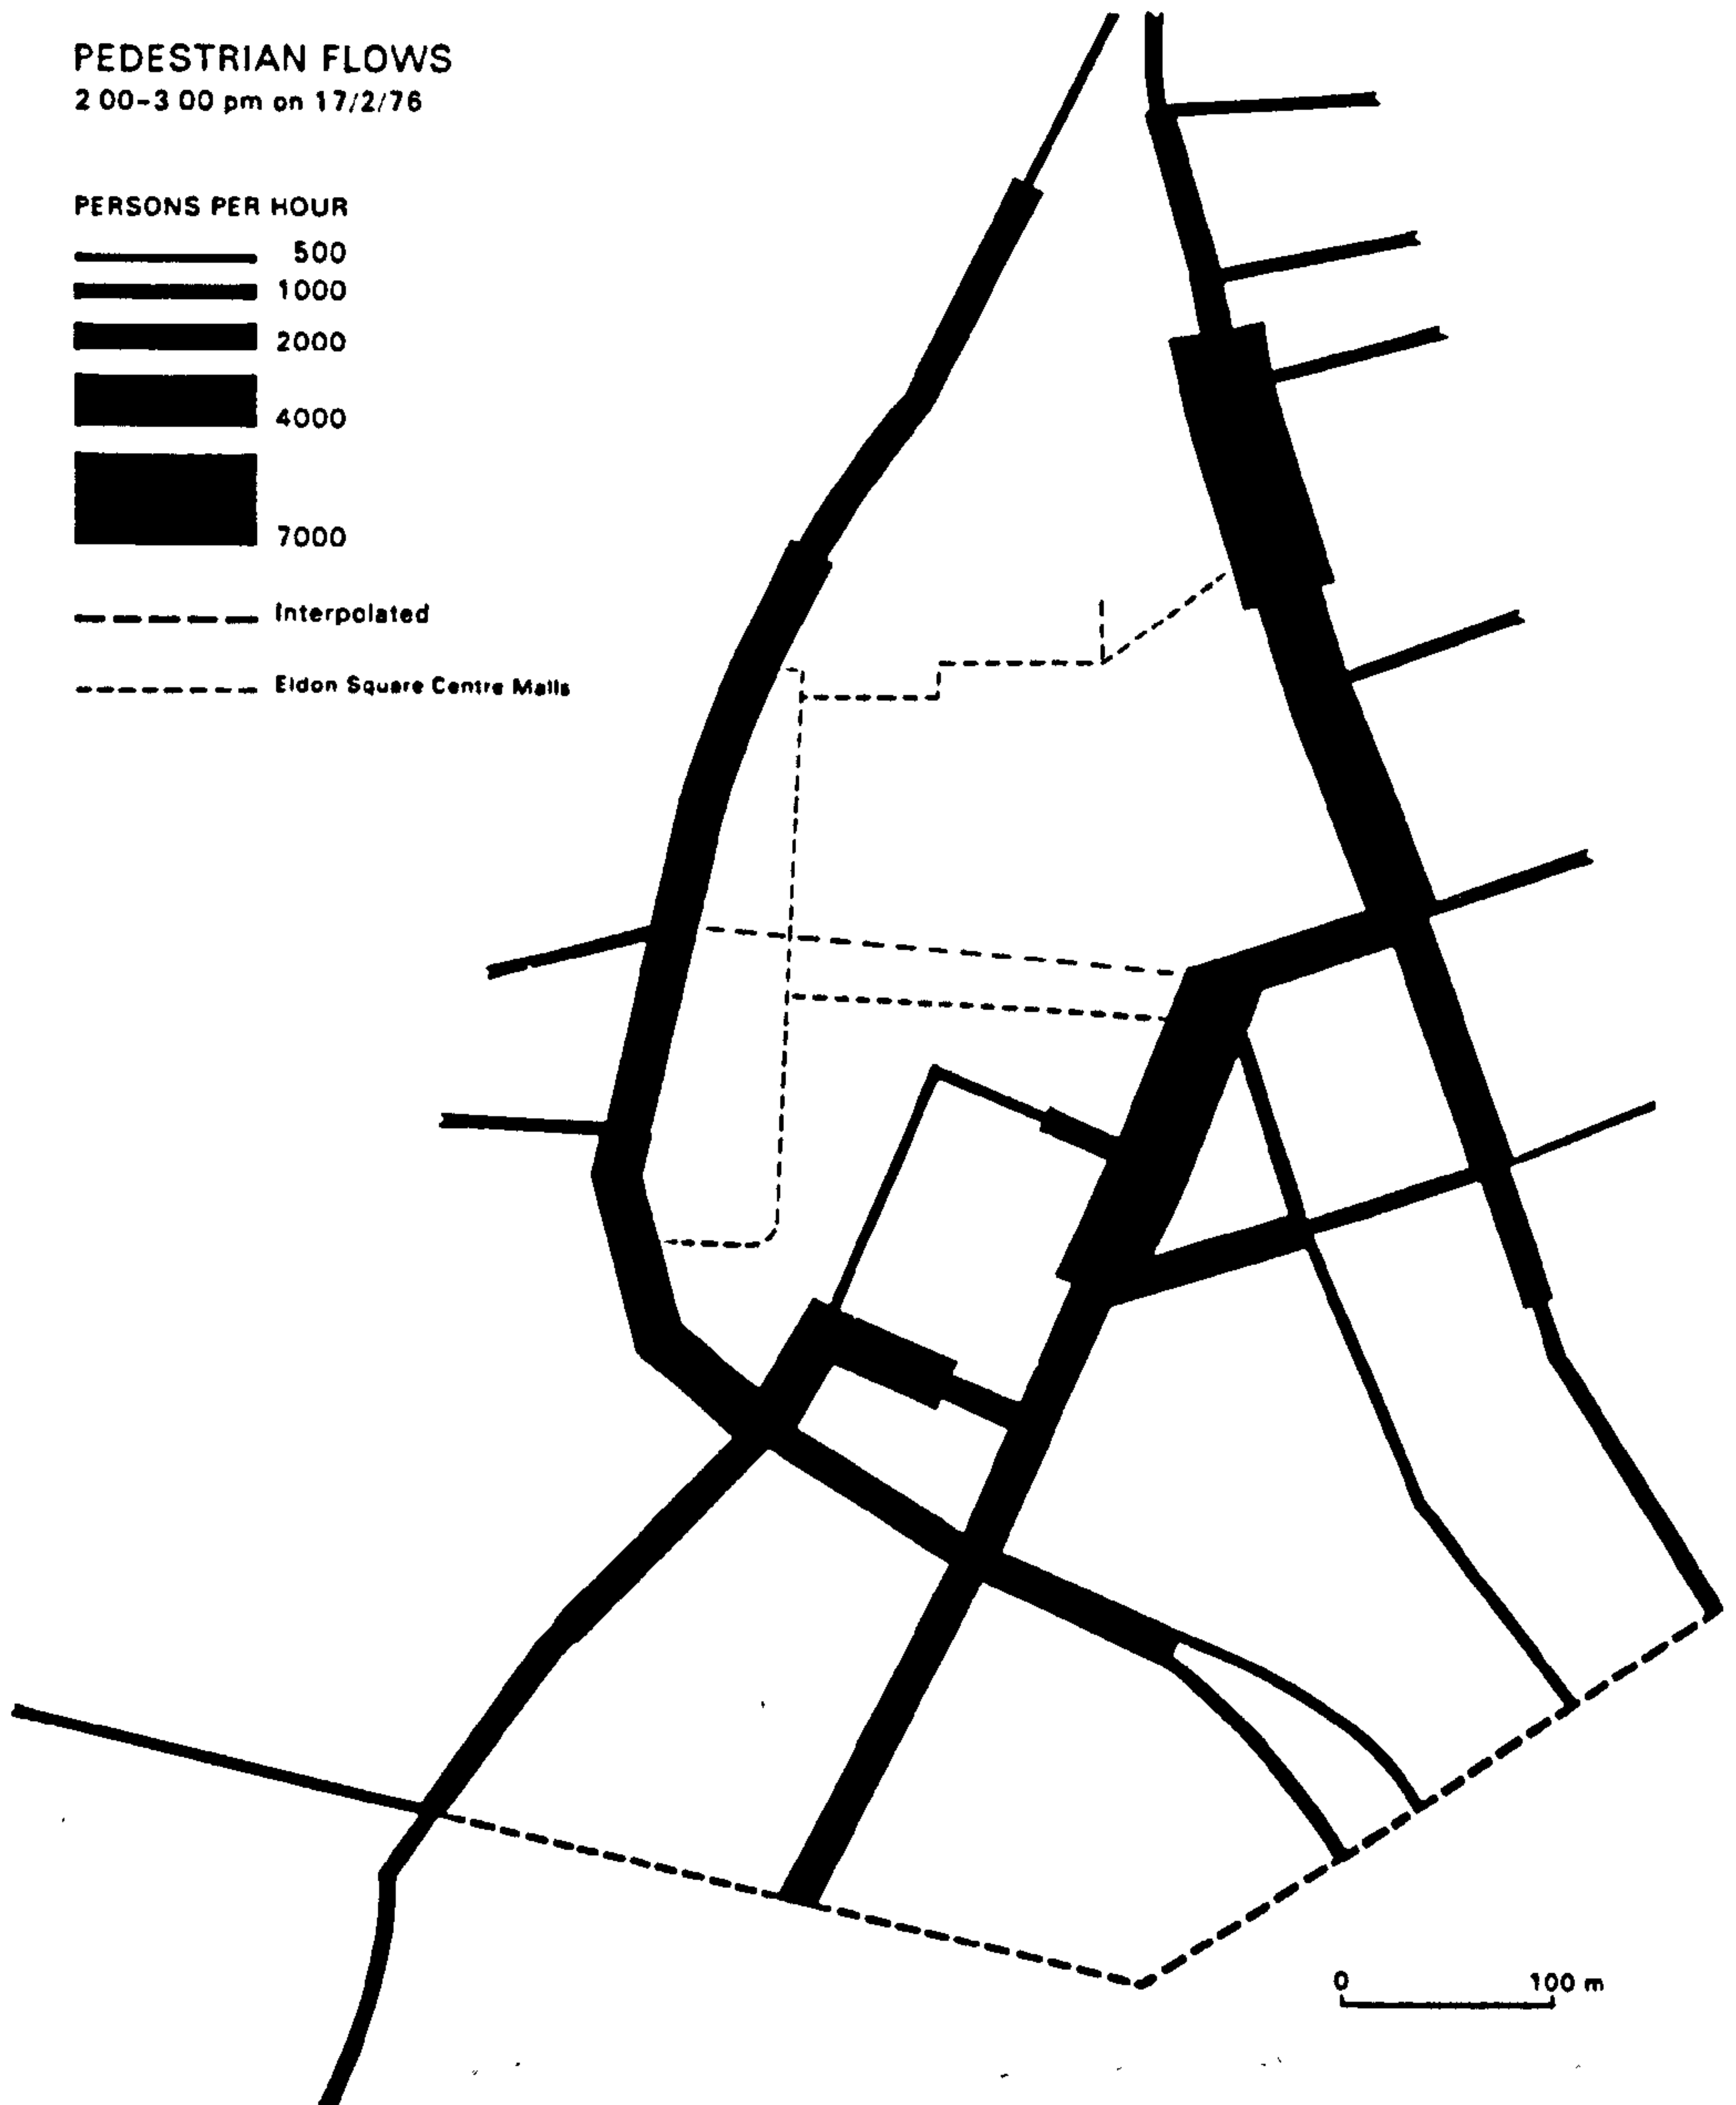 PEDESTRIAN FLOWS
2 00-3 00 pm on 17/2/76
PERSONS PER HOUR
500
1000
2000
4000
7000
Interpolated
Eldon Square Centre Malls
0 100 m